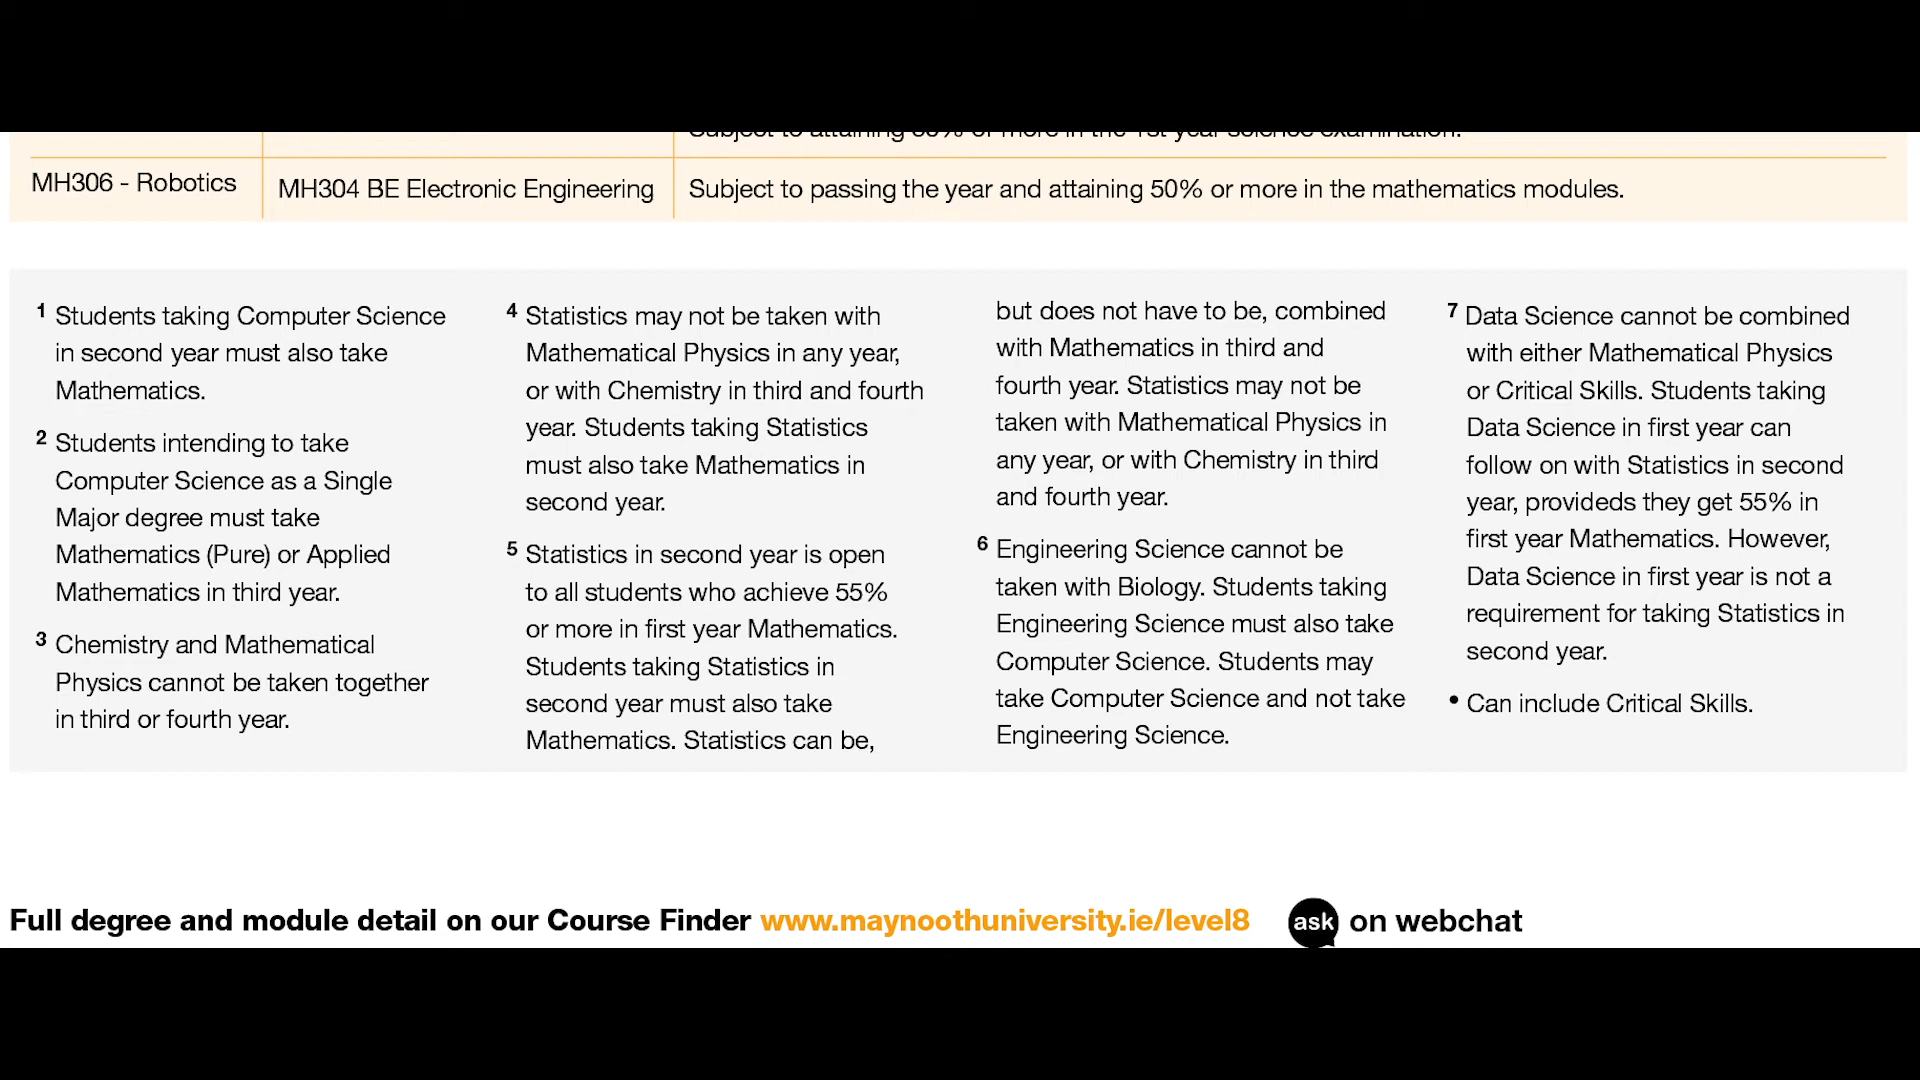 MH306 - Robotics
MH304 BE Electronic Engineering
Subject to passing the year and attaining 50% or more in the mathematics modules.
1 Students taking Computer Science
in second year must also take
Mathematics.
2 Students intending to take
Computer Science as a Single
Major degree must take
Mathematics (Pure) or Applied
Mathematics in third year.
3 Chemistry and Mathematical
Physics cannot be taken together
in third or fourth year.
4 Statistics may not be taken with
Mathematical Physics in any year,
or with Chemistry in third and fourth
year. Students taking Statistics
must also take Mathematics in
second year.
5 Statistics in second year is open
to all students who achieve 55%
or more in first year Mathematics.
Students taking Statistics in
second year must also take
Mathematics. Statistics can be,
but does not have to be, combined
with Mathematics in third and
fourth year. Statistics may not be
taken with Mathematical Physics in
any year, or with Chemistry in third
and fourth year.
6 Engineering Science cannot be
taken with Biology. Students taking
Engineering Science must also take
Computer Science. Students may
take Computer Science and not take
Engineering Science.
7 Data Science cannot be combined
with either Mathematical Physics
or Critical Skills. Students taking
Data Science in first year can
follow on with Statistics in second
year, provideds they get 55% in
first year Mathematics. However,
Data Science in first year is not a
requirement for taking Statistics in
second year.
• Can include Critical Skills.
Full degree and module detail on our Course Finder www.maynoothuniversity.ie/level8 ask on webchat